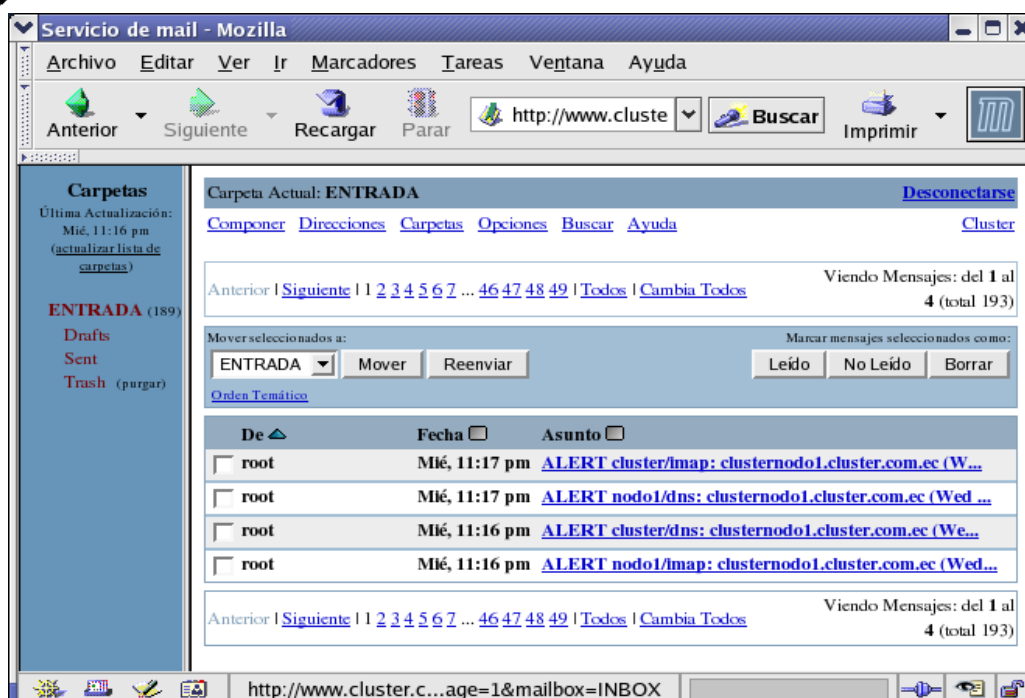 Servicio de mail - Mozilla
Archivo Editar Ver Ir Marcadores Tareas Ventana Ayuda
Anterior Siguiente Recargar Parar http://www.cluste Buscar Imprimir
Carpetas
Última Actualización:
Mié, 11:16 pm
(actualizar lista de
carpetas)
ENTRADA (189)
Drafts
Sent
Trash (purgar)
Carpeta Actual: ENTRADA Desconectarse
Componer Direcciones Carpetas Opciones Buscar Ayuda Cluster
Anterior | Siguiente | 1 2 3 4 5 6 7 ... 46 47 48 49 | Todos | Cambia Todos
Viendo Mensajes: del 1 al
4 (total 193)
Mover seleccionados a: Marcar mensajes seleccionados como:
ENTRADA Mover Reenviar Leído No Leído Borrar
Orden Temático
De Fecha Asunto
root Mié, 11:17 pm ALERT cluster/imap: clusternodo1.cluster.com.ec (W...
root Mié, 11:17 pm ALERT nodo1/dns: clusternodo1.cluster.com.ec (Wed ...
root Mié, 11:16 pm ALERT cluster/dns: clusternodo1.cluster.com.ec (We...
root Mié, 11:16 pm ALERT nodo1/imap: clusternodo1.cluster.com.ec (Wed...
Anterior | Siguiente | 1 2 3 4 5 6 7 ... 46 47 48 49 | Todos | Cambia Todos
Viendo Mensajes: del 1 al
4 (total 193)
http://www.cluster.c...age=1&mailbox=INBOX